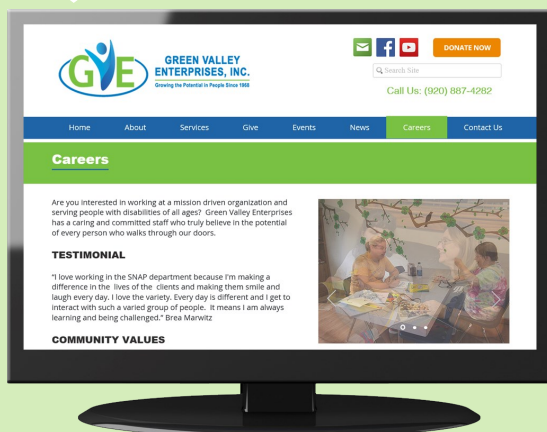 GVE
GREEN VALLEY
ENTERPRISES, INC.
Growing the Potential in People Since 1988
DONATE NOW
Search Site
Call Us: (920) 887-4282
Home About Services Give Events News Careers Contact Us
Careers
Are you interested in working at a mission driven organization and
serving people with disabilities of all ages? Green Valley Enterprises
has a caring and committed staff who truly believe in the potential
of every person who walks through our doors.
TESTIMONIAL
"I love working in the SNAP department because I'm making a
difference in the lives of the clients and making them smile and
laugh every day. I love the variety. Every day is different and I get to
interact with such a varied group of people. It means I am always
learning and being challenged." Brea Marwitz
COMMUNITY VALUES